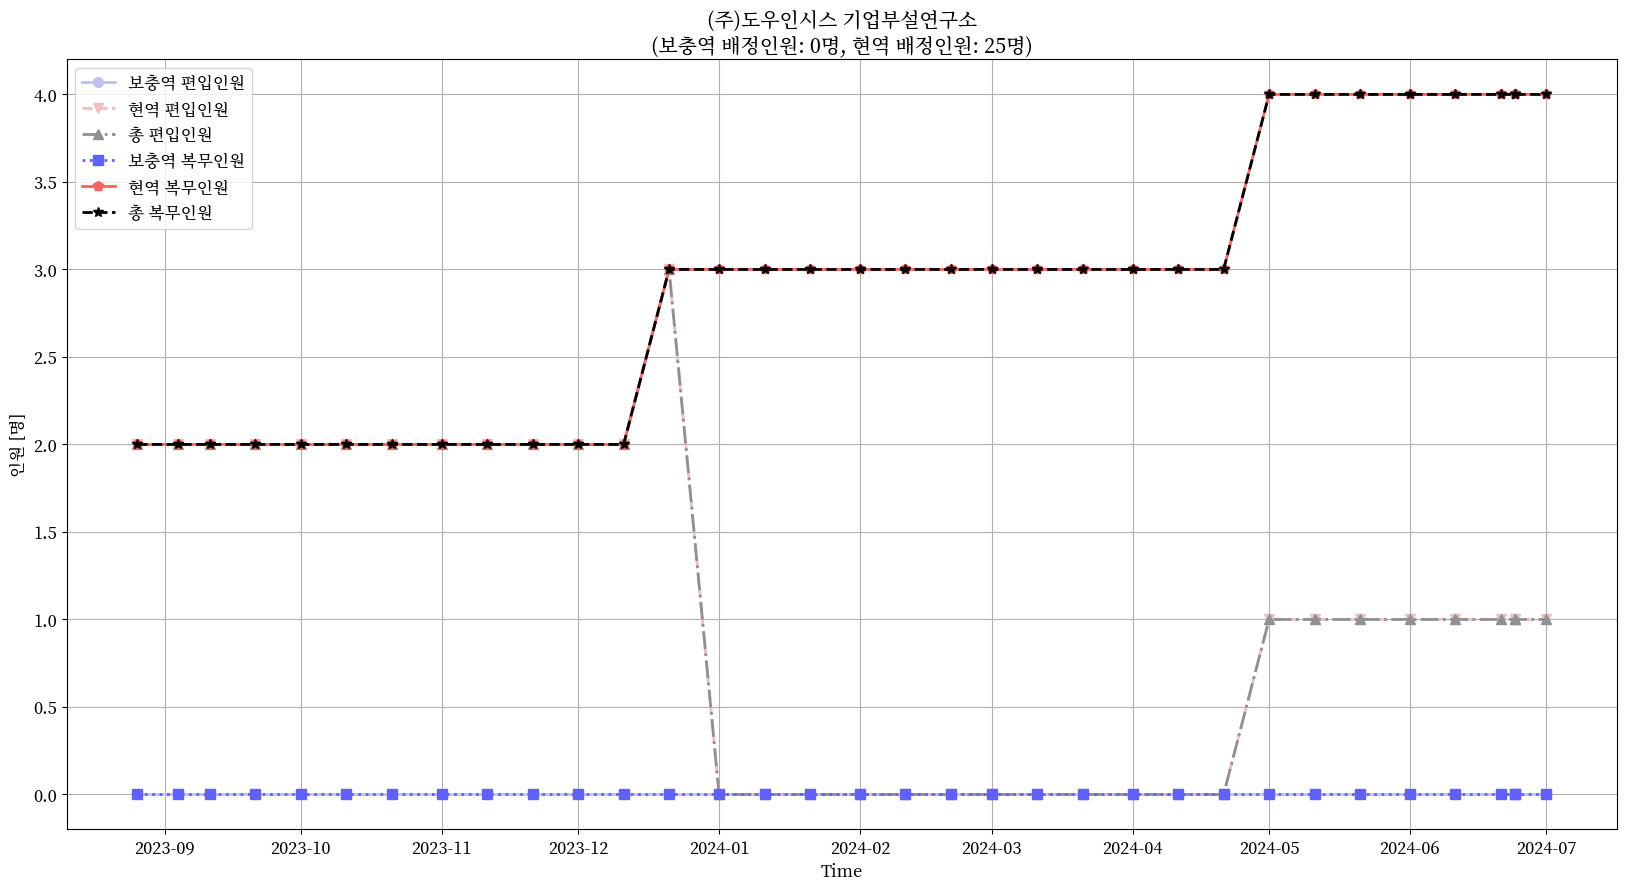 (주)도우인시스 기업부설연구소
(보충역 배정인원: 0명, 현역 배정인원: 25명)
보충역 편입인원
현역 편입인원
총 편입인원
보충역 복무인원
현역 복무인원
총 복무인원
4.0
3.5
3.0
2.5
2.0
1.5
1.0
0.5
0.0
인원 [명]
2023-09 2023-10 2023-11 2023-12 2024-01 2024-02 2024-03 2024-04 2024-05 2024-06 2024-07
Time